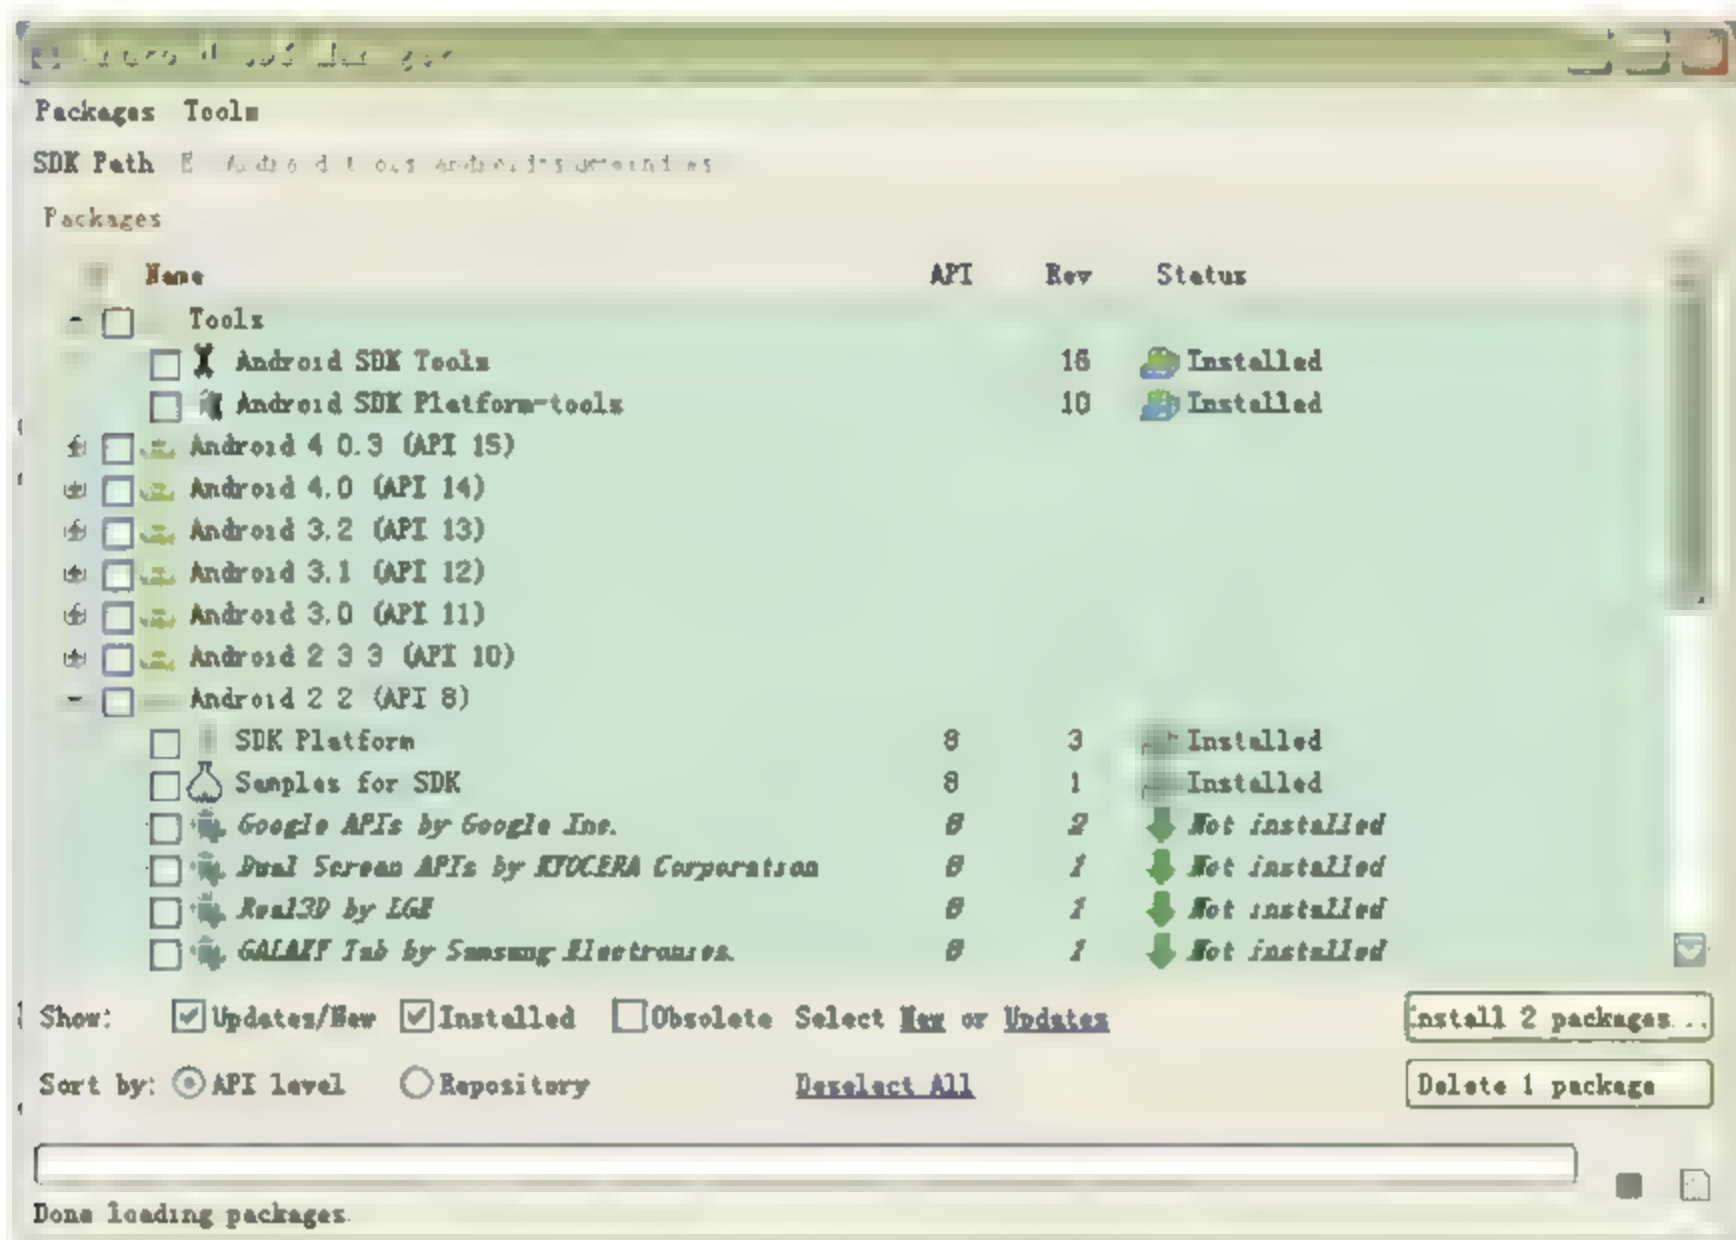 Packages Tools
SDK Path
Packages
Name API Rev Status
Tools
Android SDK Tools 16 Installed
Android SDK Platform-tools 10 Installed
Android 4.0.3 (API 15)
Android 4.0 (API 14)
Android 3.2 (API 13)
Android 3.1 (API 12)
Android 3.0 (API 11)
Android 2.3.3 (API 10)
Android 2.2 (API 8)
SDK Platform 8 3 Installed
Samples for SDK 8 1 Installed
Google APIs by Google Inc. 8 2 Not installed
Dual Screen APIs by KYOCERA Corporation 8 1 Not installed
Real3D by LGE 8 1 Not installed
GALAXY Tab by Samsung Electronics. 8 1 Not installed
Show: Updates/New Installed Obsolete Select New or Updates Install 2 packages...
Sort by: API level Repository Deselect All Delete 1 package
Done loading packages.